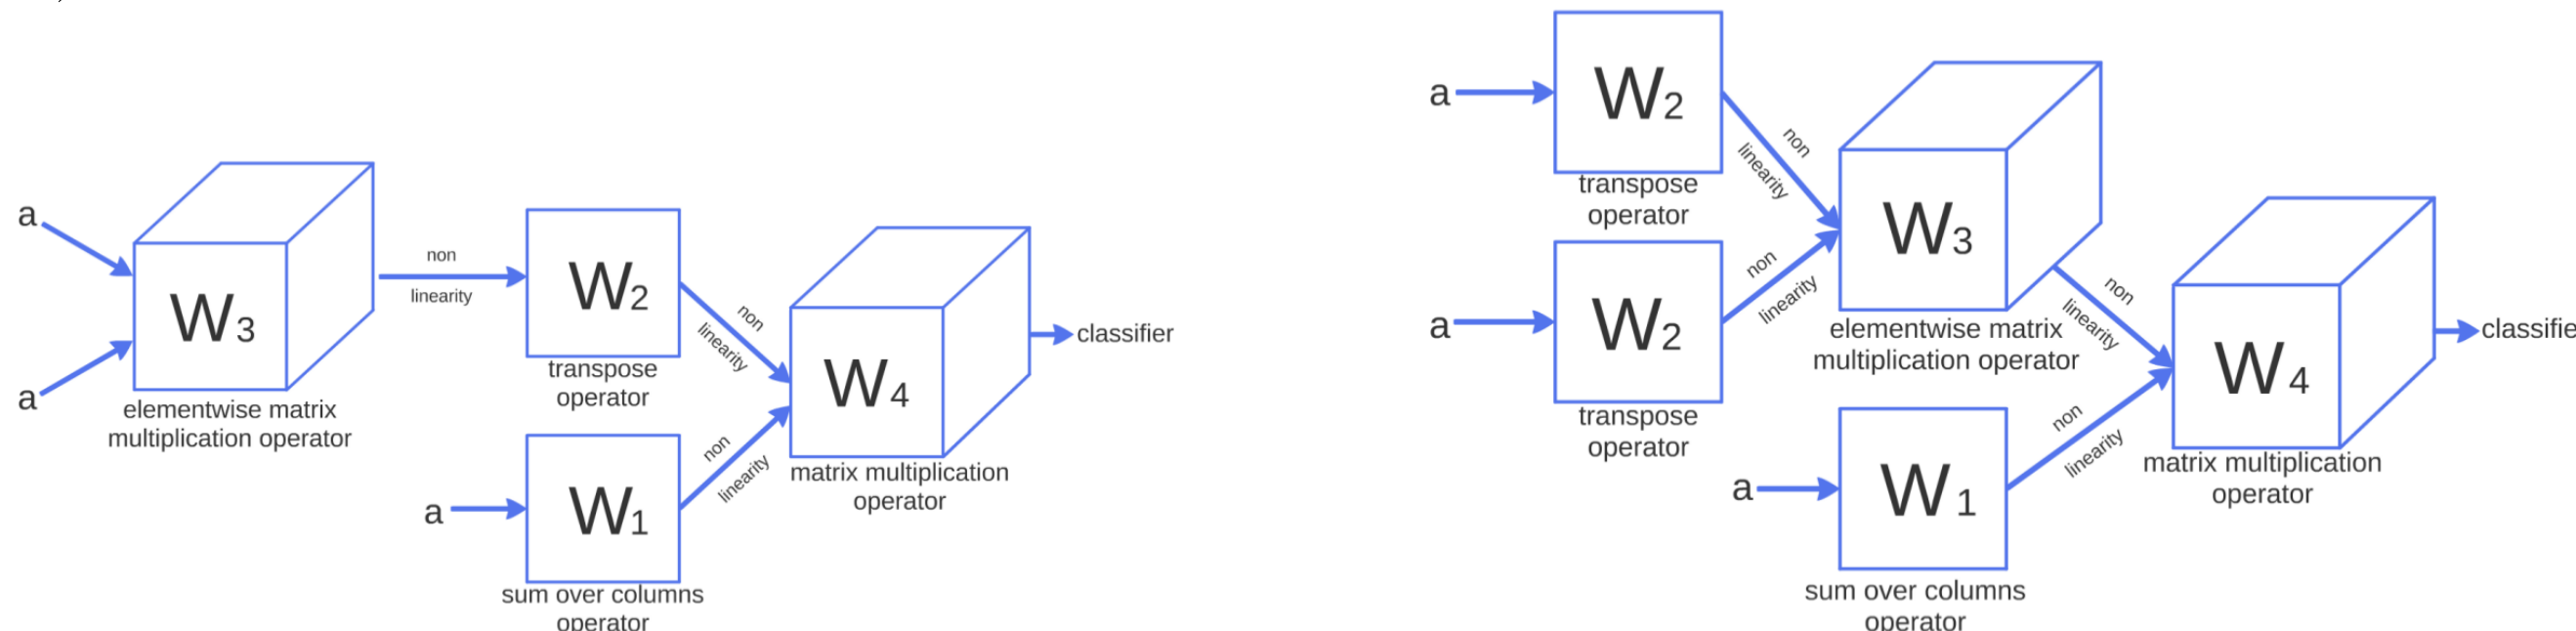 a
W3
a
elementwise matrix
multiplication operator
non
linearity
W2
transpose
operator
non
linearity
a
W1
sum over columns
operator
non
linearity
W4
matrix multiplication
operator
classifier
a
W2
transpose
operator
non
linearity
a
W2
transpose
operator
non
linearity
W3
elementwise matrix
multiplication operator
non
linearity
a
W1
sum over columns
operator
non
linearity
W4
matrix multiplication
operator
classifie